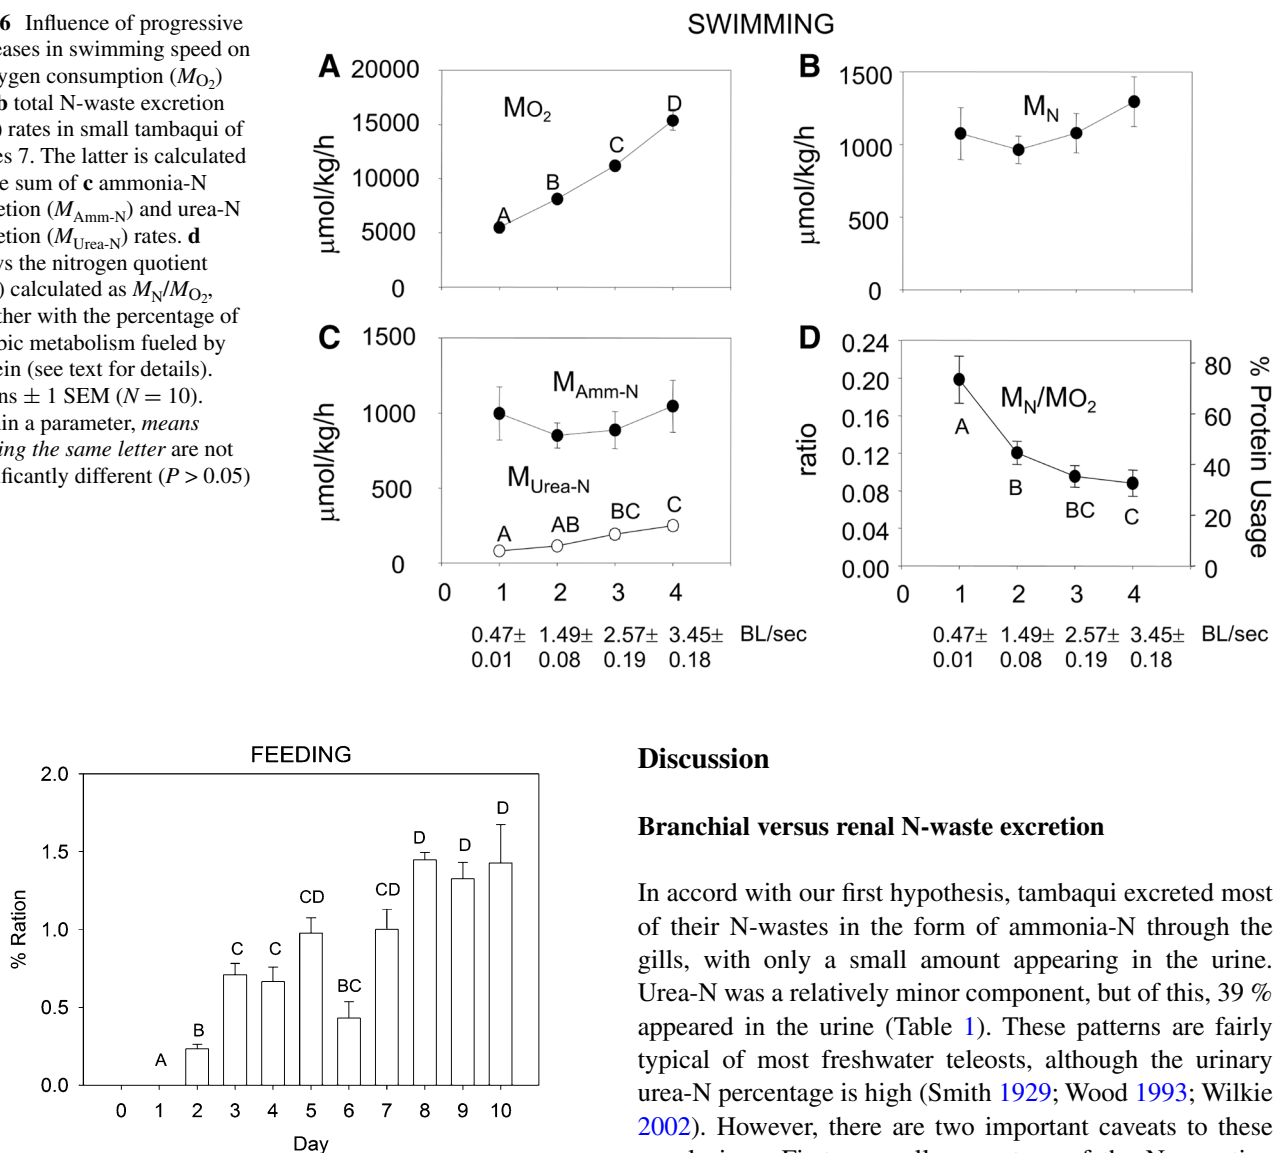 6 Influence of progressive
eases in swimming speed on
ygen consumption (MO2)
b total N-waste excretion
) rates in small tambaqui of
es 7. The latter is calculated
e sum of c ammonia-N
etion (MAmm-N) and urea-N
etion (MUrea-N) rates. d
ws the nitrogen quotient
) calculated as MN/MO2,
ther with the percentage of
bic metabolism fueled by
ein (see text for details).
ns ± 1 SEM (N = 10).
in a parameter, means
ing the same letter are not
ificantly different (P > 0.05)
SWIMMING
A
20000
15000
10000
5000
0
μmol/kg/h
MO2
A
B
C
D
B
1500
1000
500
0
μmol/kg/h
MN
C
1500
1000
500
0
μmol/kg/h
MAmm-N
MUrea-N
A
AB
BC
C
0 1 2 3 4
0.47± 1.49± 2.57± 3.45± BL/sec
0.01 0.08 0.19 0.18
D
0.24
0.20
0.16
0.12
0.08
0.04
0.00
ratio
MN/MO2
A
B
BC
C
80
60
40
20
0
% Protein Usage
0 1 2 3 4
0.47± 1.49± 2.57± 3.45± BL/sec
0.01 0.08 0.19 0.18
FEEDING
2.0
1.5
1.0
0.5
0.0
% Ration
A
B
C
C
CD
BC
CD
D
D
D
0 1 2 3 4 5 6 7 8 9 10
Day
Discussion
Branchial versus renal N-waste excretion
In accord with our first hypothesis, tambaqui excreted most
of their N-wastes in the form of ammonia-N through the
gills, with only a small amount appearing in the urine.
Urea-N was a relatively minor component, but of this, 39 %
appeared in the urine (Table 1). These patterns are fairly
typical of most freshwater teleosts, although the urinary
urea-N percentage is high (Smith 1929; Wood 1993; Wilkie
2002). However, there are two important caveats to these